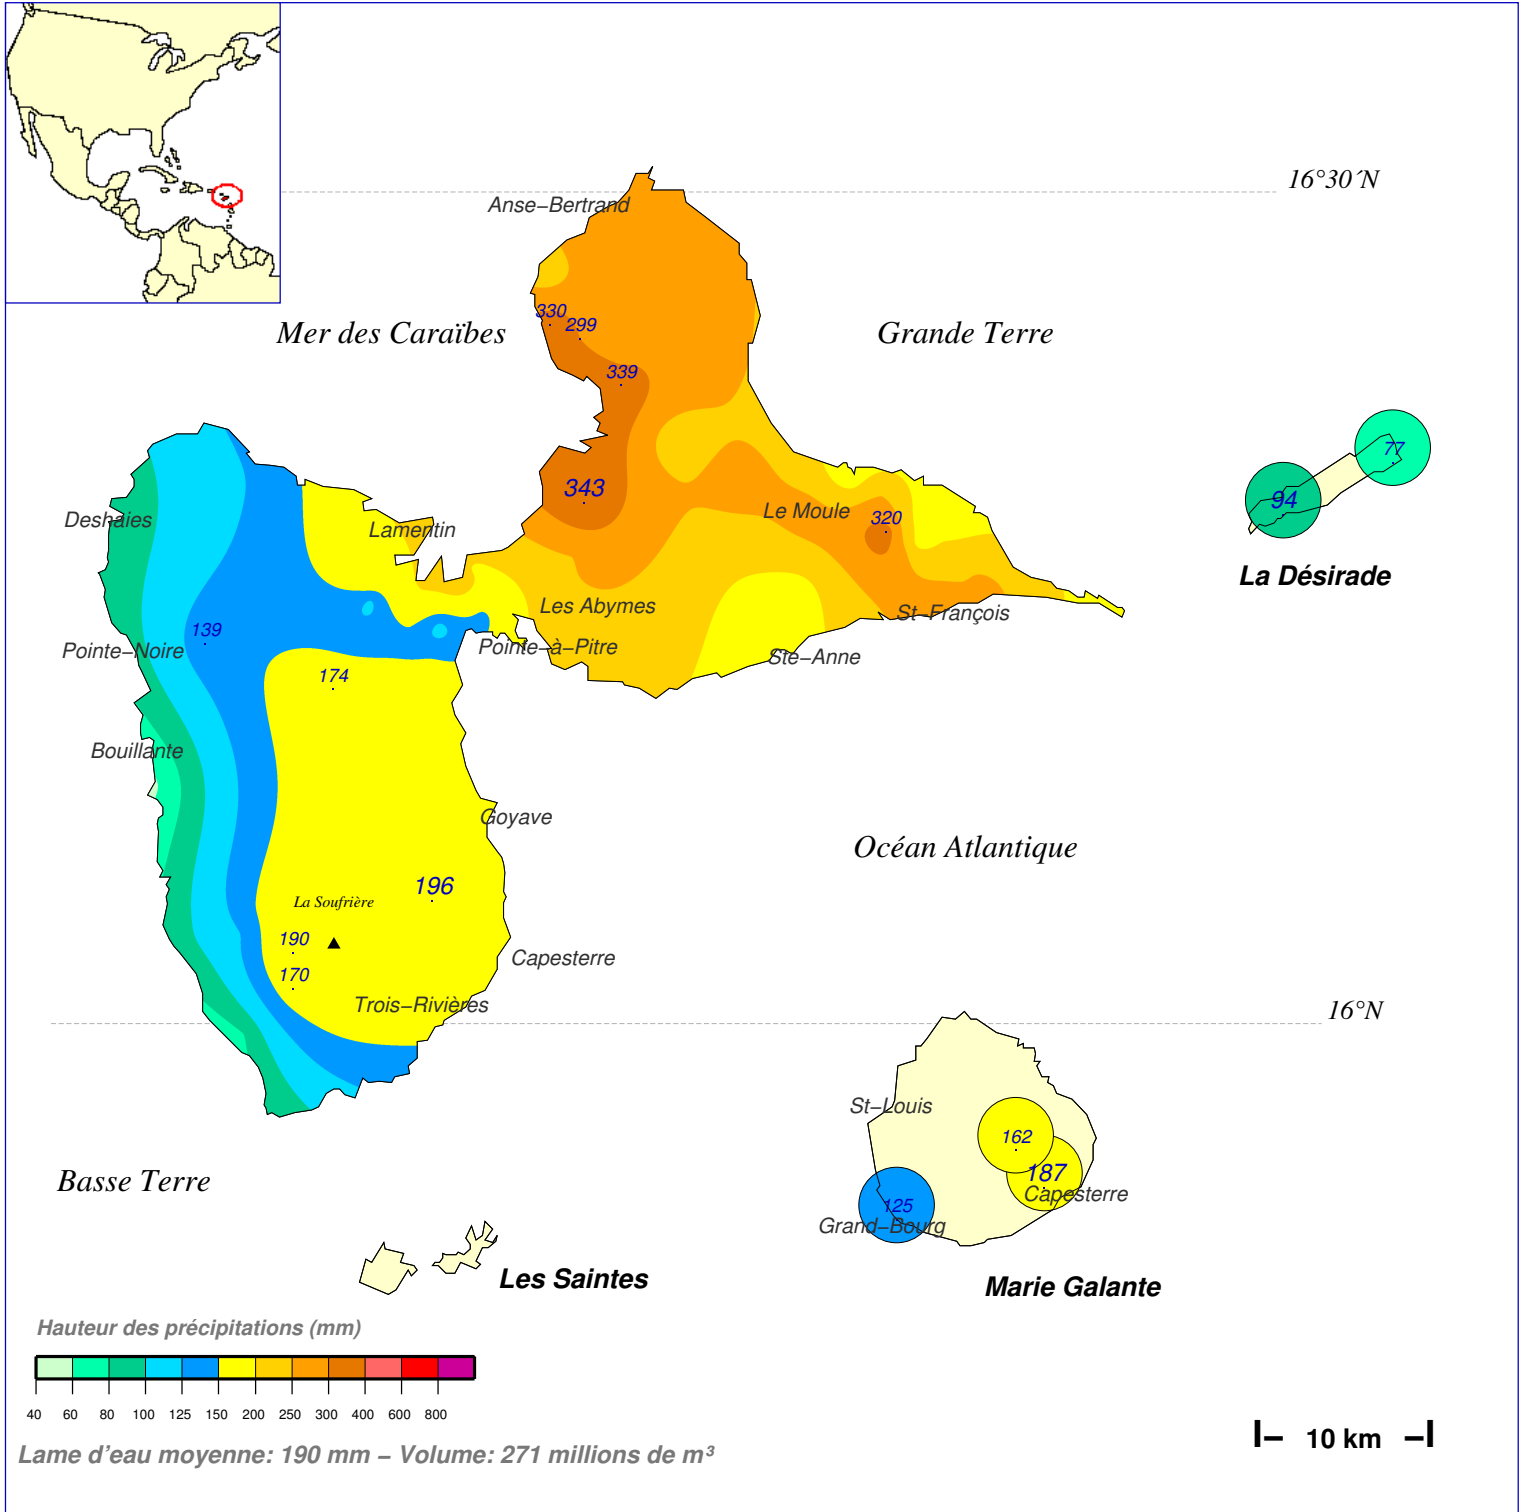 16°30´N
Anse−Bertrand
330
299
Mer des Caraïbes
Grande Terre
339
77
343
94
Le Moule
320
Deshaies
Lamentin
La Désirade
Les Abymes
St−François
139
Pointe−Noire
Pointe−à−Pitre
Ste−Anne
174
Bouillante
Goyave
Océan Atlantique
196
La Soufrière
190
Capesterre
170
Trois−Rivières
16°N
St−Louis
162
187
Capesterre
125
Grand−Bourg
Basse Terre
Les Saintes
Marie Galante
Hauteur des précipitations (mm)
40 60 80 100 125 150 200 250 300 400 600 800
10 km
Lame d'eau moyenne: 190 mm − Volume: 271 millions de m³